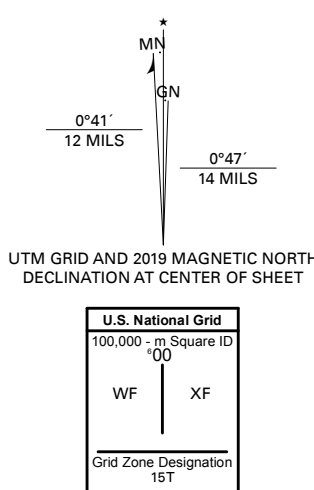 ★
MN
GN
0°41´
12 MILS
0°47´
14 MILS
UTM GRID AND 2019 MAGNETIC NORTH
DECLINATION AT CENTER OF SHEET
U.S. National Grid
100,000 - m Square ID
⁶00
WF XF
Grid Zone Designation
15T